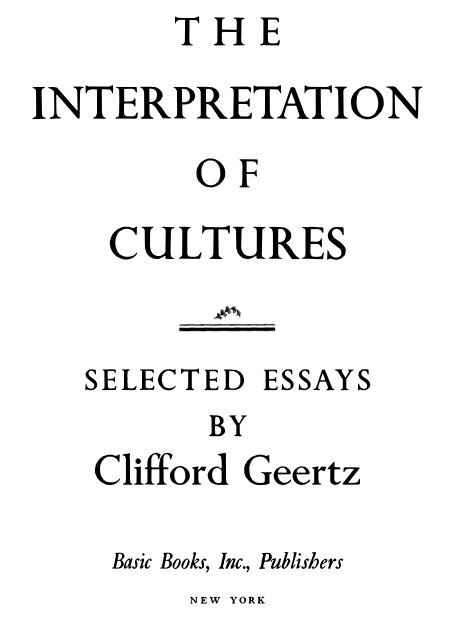 THE
INTERPRETATION
OF
CULTURES
SELECTED ESSAYS
BY
Clifford Geertz
Basic Books, Inc., Publishers
NEW YORK